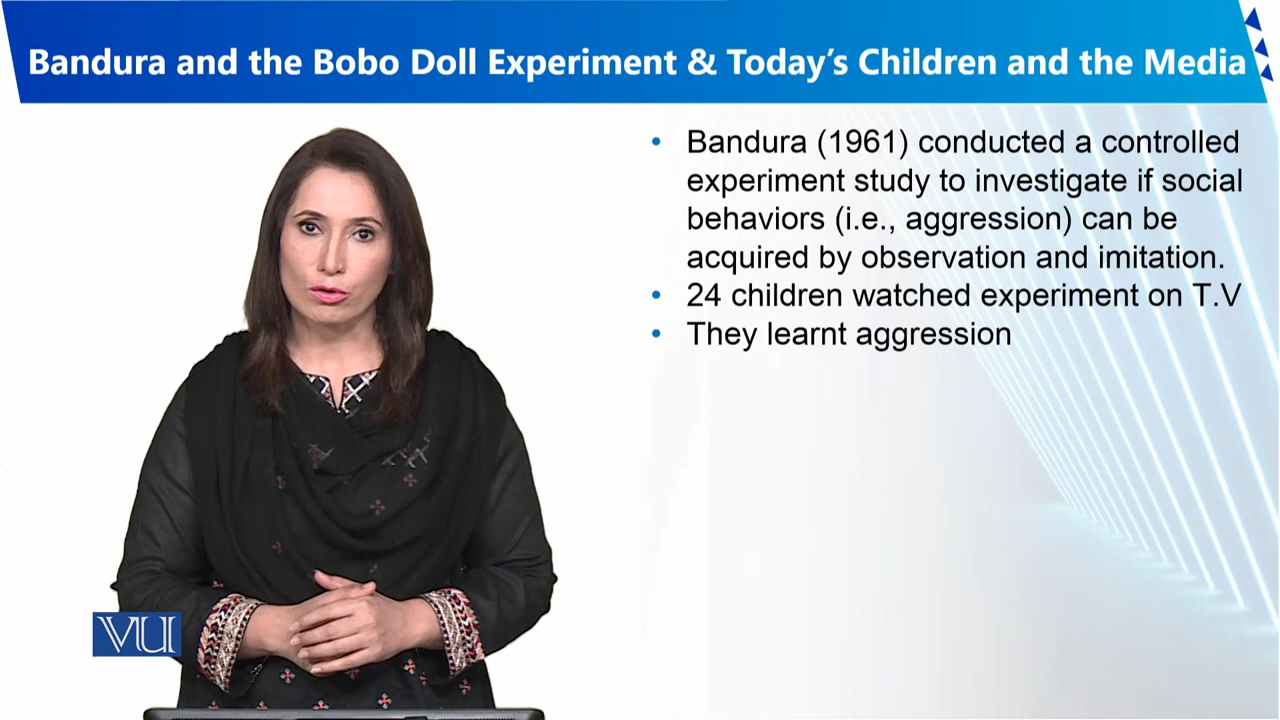 Bandura and the Bobo Doll Experiment & Today’s Children and the Media
• Bandura (1961) conducted a controlled
experiment study to investigate if social
behaviors (i.e., aggression) can be
acquired by observation and imitation.
• 24 children watched experiment on T.V
• They learnt aggression
VU